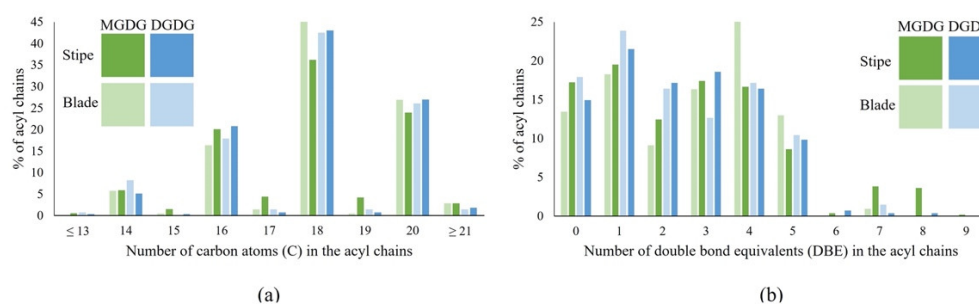 MGDG DGDG
Stipe
Blade
% of acyl chains
45
40
35
30
25
20
15
10
5
0
≤ 13 14 15 16 17 18 19 20 ≥ 21
Number of carbon atoms (C) in the acyl chains
(a)
MGDG DGD
Stipe
Blade
% of acyl chains
25
20
15
10
5
0
0 1 2 3 4 5 6 7 8 9
Number of double bond equivalents (DBE) in the acyl chains
(b)